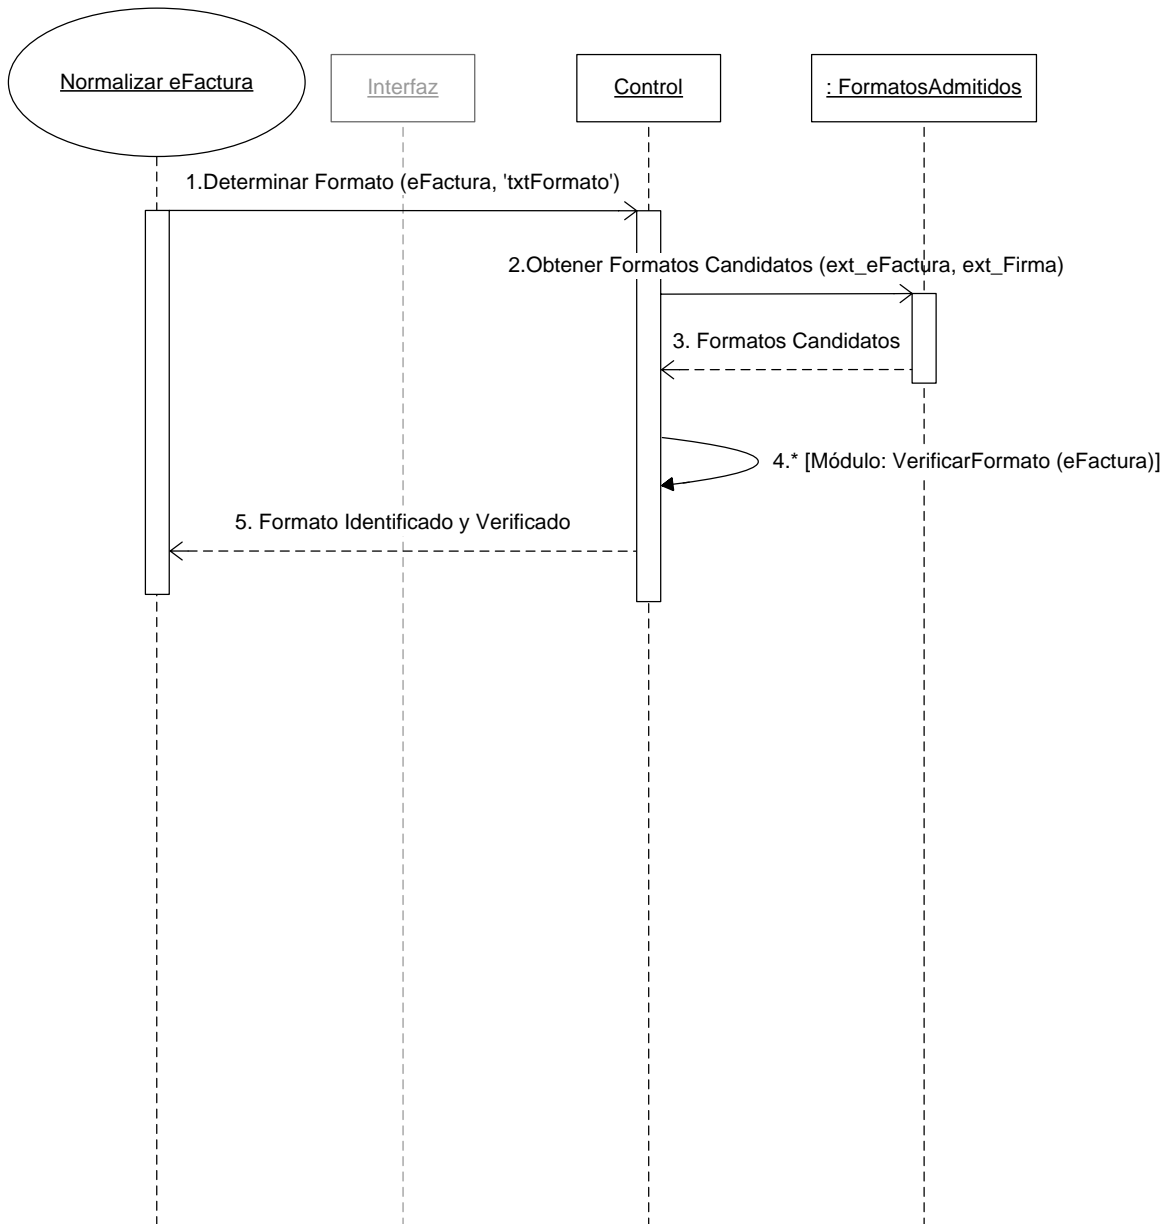 Normalizar eFactura
Interfaz
Control
: FormatosAdmitidos
1.Determinar Formato (eFactura, 'txtFormato')
2.Obtener Formatos Candidatos (ext_eFactura, ext_Firma)
3. Formatos Candidatos
4.* [Módulo: VerificarFormato (eFactura)]
5. Formato Identificado y Verificado